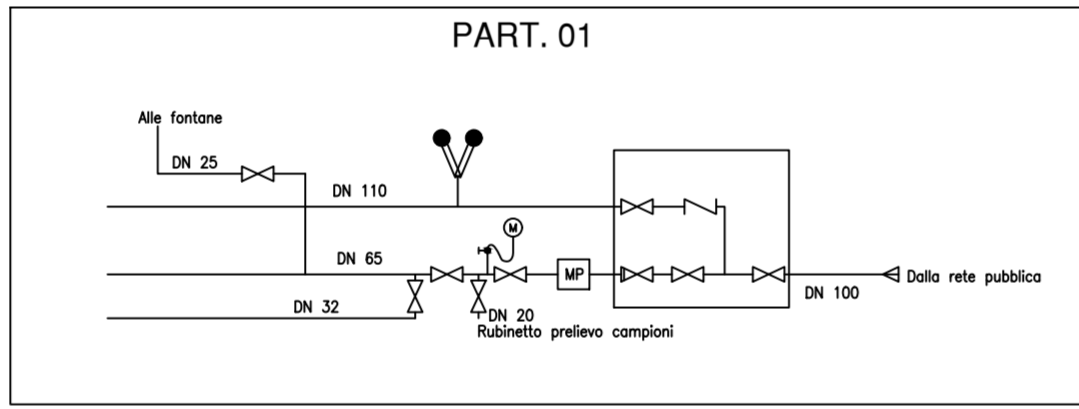 PART. 01
Alle fontane
DN 25
DN 110
M
DN 65
MP
Dalla rete pubblica
DN 100
DN 32
DN 20
Rubinetto prelievo campioni